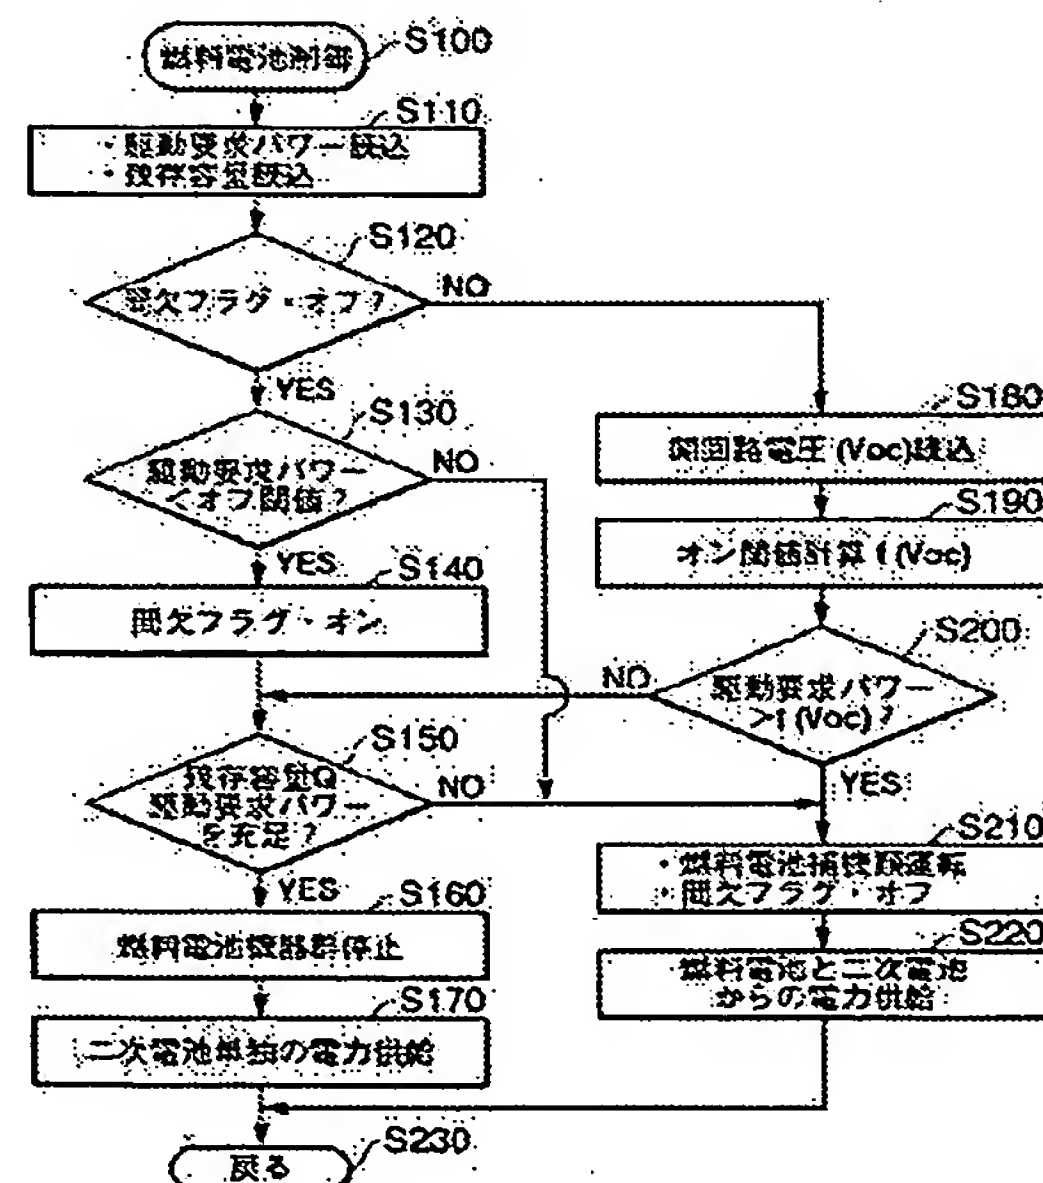 燃料電池制御
S100
S110
・駆動要求パワー読込
・残存容量読込
S120
間欠フラグ・オフ?
NO
YES
S130
駆動要求パワー
<オフ閾値?
NO
YES
S140
間欠フラグ・オン
S150
残存容量Q
駆動要求パワー
を充足?
NO
YES
S160
燃料電池機器群停止
S170
二次電池単独の電力供給
S180
開回路電圧(Voc)読込
S190
オン閾値計算 f(Voc)
S200
駆動要求パワー
>f(Voc)?
NO
YES
S210
・燃料電池補機類運転
・間欠フラグ・オフ
S220
燃料電池と二次電池
からの電力供給
S230
戻る